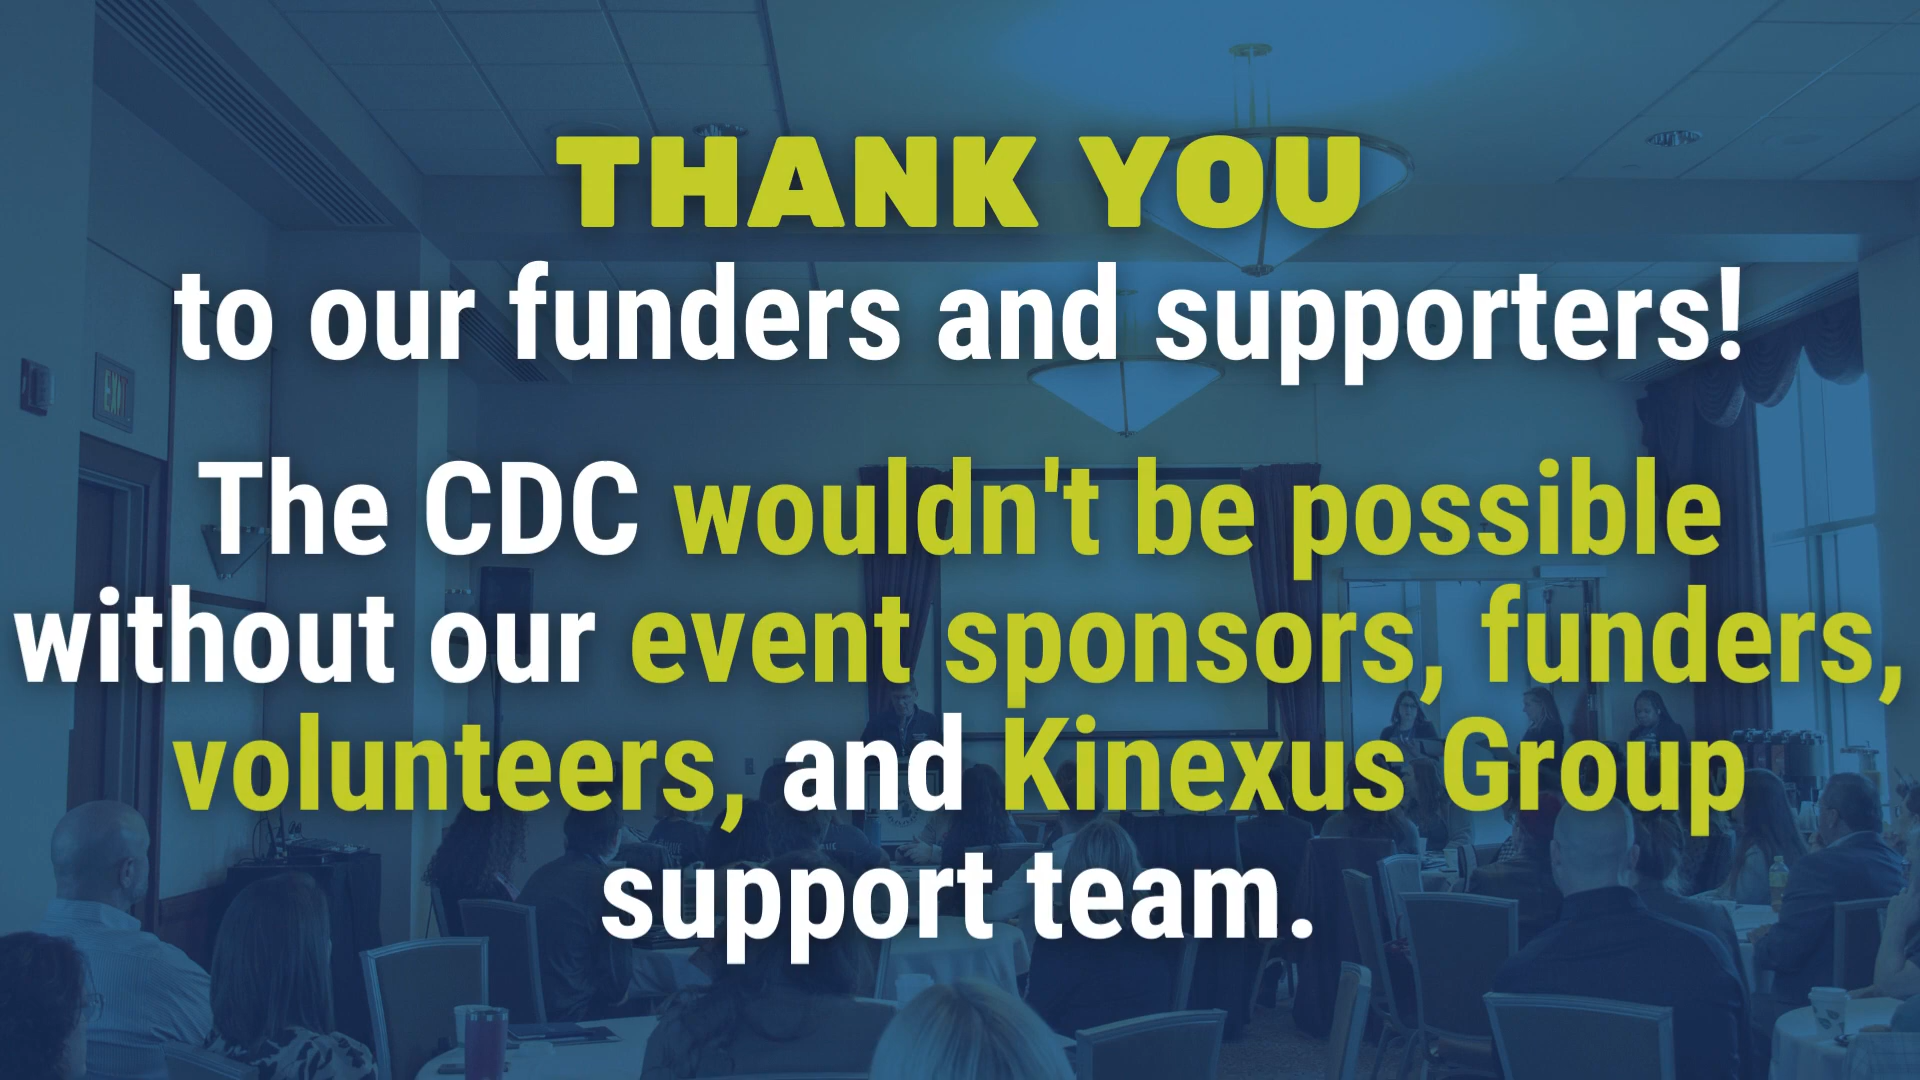 THANK YOU
to our funders and supporters!
The CDC wouldn't be possible
without our event sponsors, funders,
volunteers, and Kinexus Group
support team.
EXIT